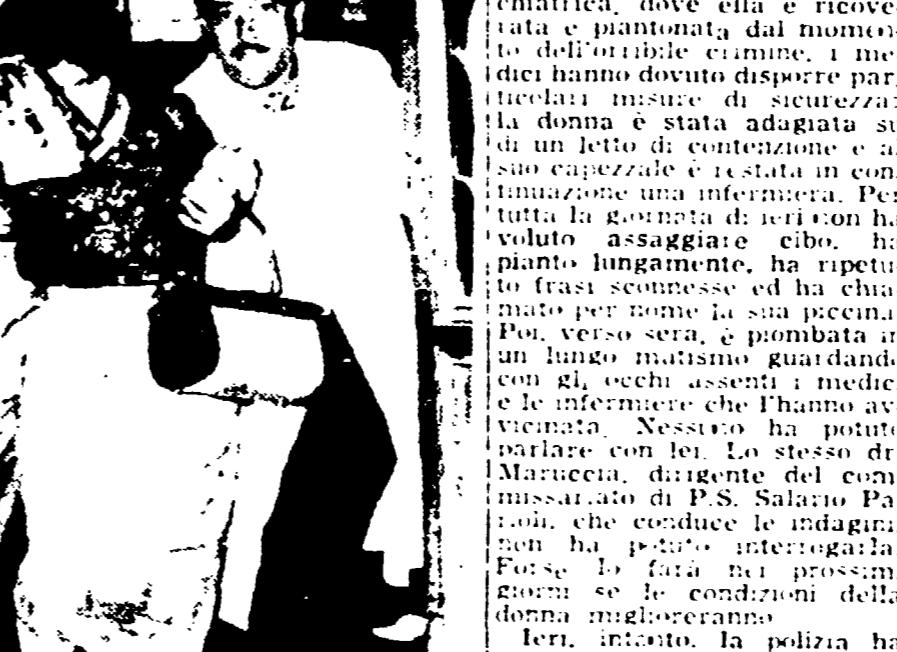 chiatrica, dove ella è ricove-
rata e piantonata dal momen-
to dell'orribile crimine, i me-
dici hanno dovuto disporre par-
ticolari misure di sicurezza:
la donna è stata adagiata su
di un letto di contenzione e al
suo capezzale è restata in con-
tinuazione una infermiera. Per
tutta la giornata di ieri non ha
voluto assaggiare cibo, ha
pianto lungamente, ha ripetu-
to frasi sconnesse ed ha chia-
mato per nome la sua piccina.
Poi, verso sera, è piombata in
un lungo mutismo guardando
con gli occhi assenti i medici
e le infermiere che l'hanno av-
vicinata. Nessuno ha potuto
parlare con lei. Lo stesso dr.
Maruccia, dirigente del com-
missariato di P.S. Salario Pa-
rioli, che conduce le indagini,
non ha potuto interrogarla.
Forse lo farà nei prossimi
giorni se le condizioni della
donna miglioreranno
Ieri, intanto, la polizia ha